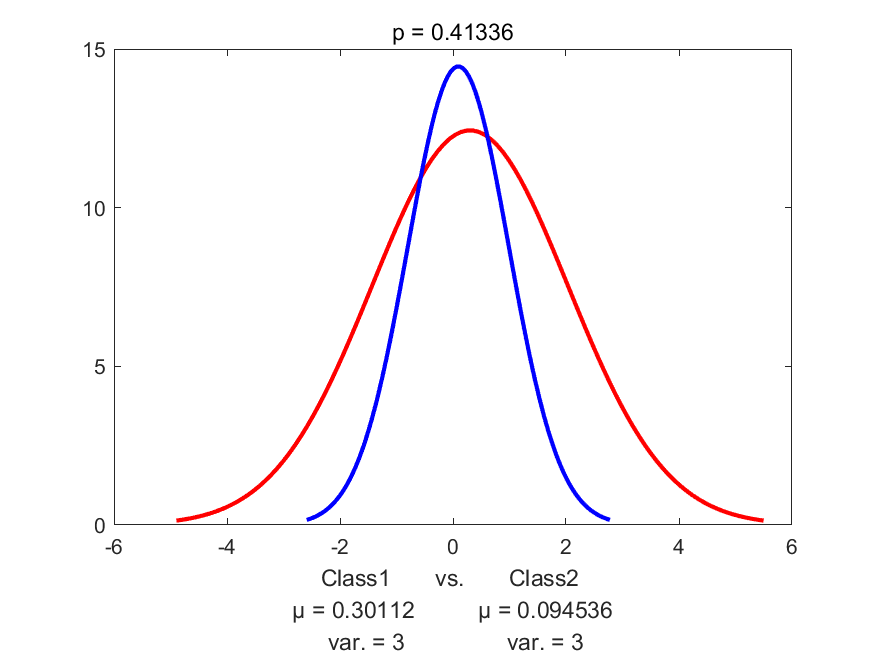 p = 0.41336
15
10
5
0
-6 -4 -2 0 2 4 6
Class1 vs. Class2
μ = 0.30112 μ = 0.094536
var. = 3 var. = 3